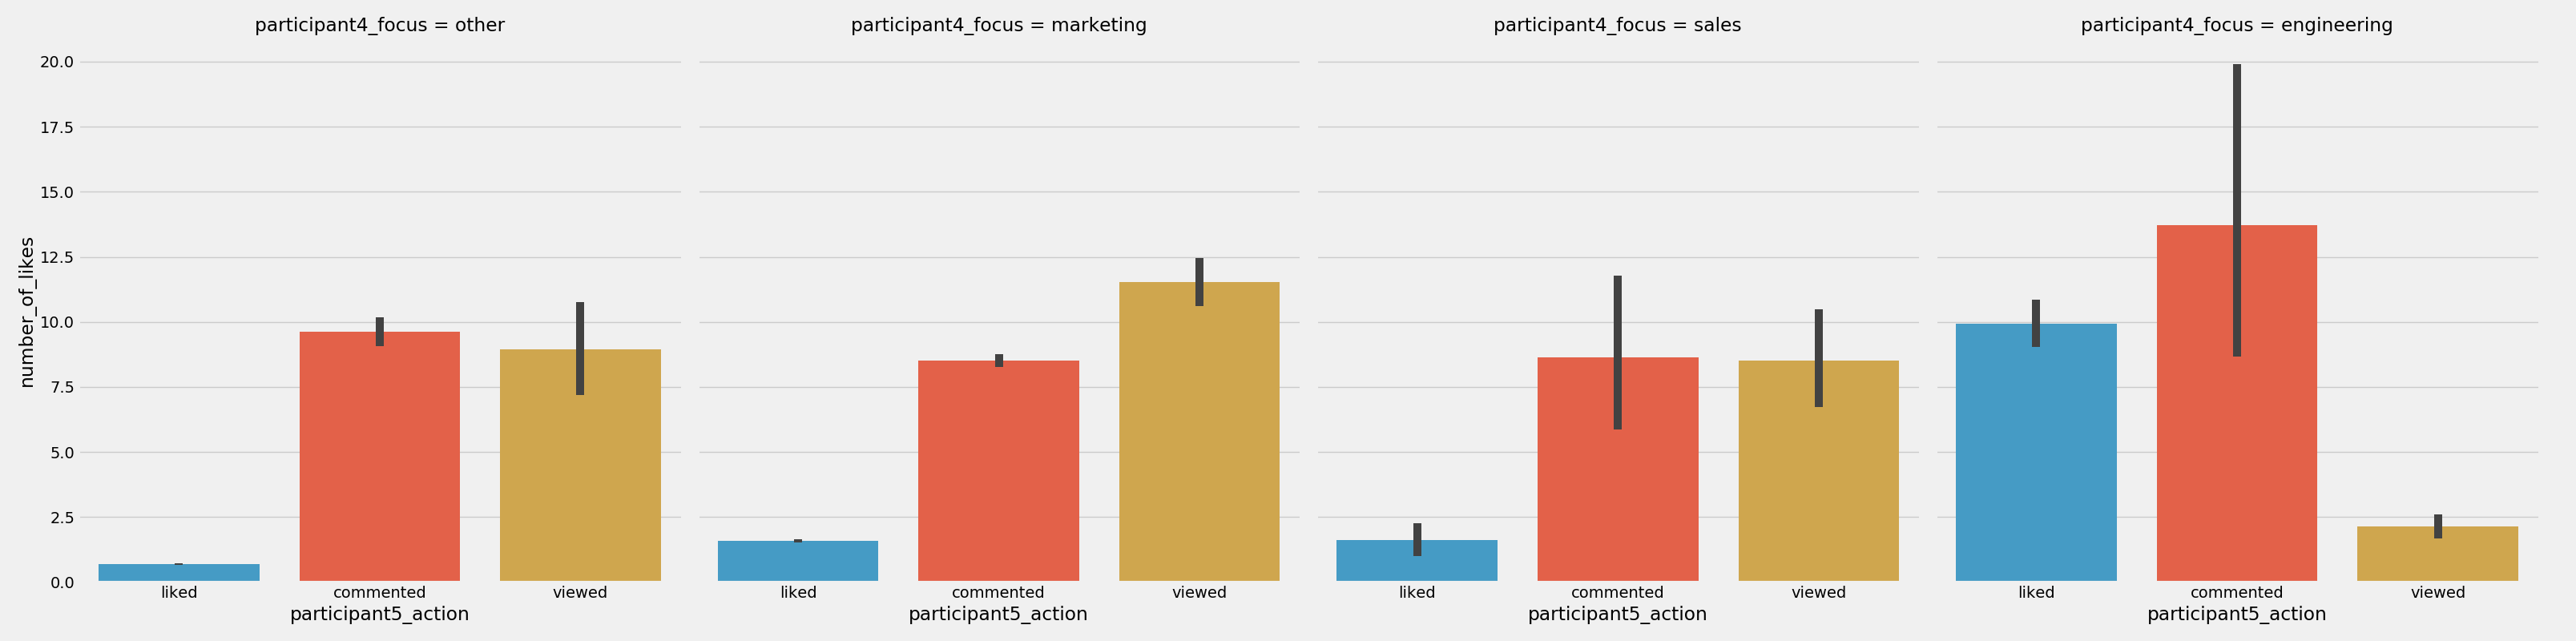 participant4_focus = other
participant4_focus = marketing
participant4_focus = sales
participant4_focus = engineering
number_of_likes
20.0
17.5
15.0
12.5
10.0
7.5
5.0
2.5
0.0
liked commented viewed
participant5_action
liked commented viewed
participant5_action
liked commented viewed
participant5_action
liked commented viewed
participant5_action